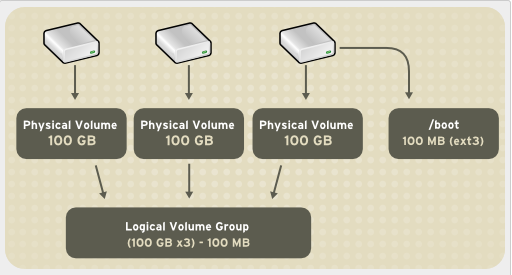 Physical Volume
100 GB
Physical Volume
100 GB
Physical Volume
100 GB
/boot
100 MB (ext3)
Logical Volume Group
(100 GB x3) - 100 MB